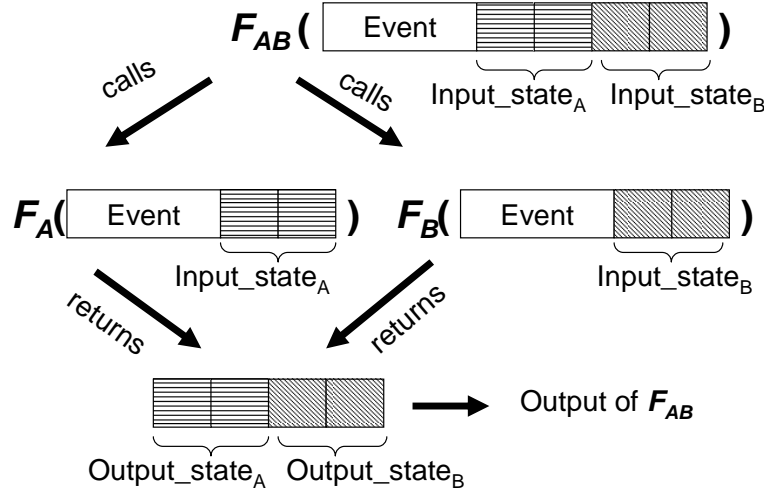 F_AB ( Event )
Input_state_A Input_state_B
calls calls
F_A( Event ) F_B( Event )
Input_state_A Input_state_B
returns returns
Output of F_AB
Output_state_A Output_state_B